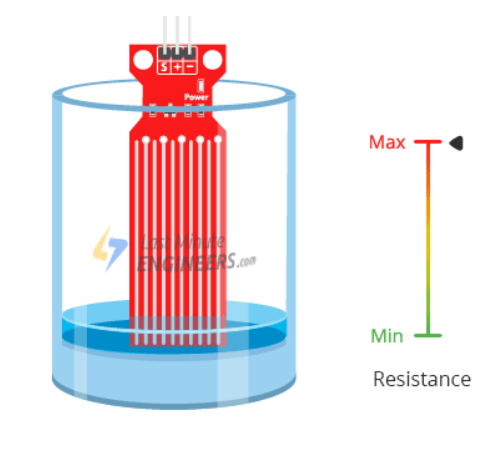 S + −
Power
Max
Last Minute
ENGINEERS.com
Min
Resistance